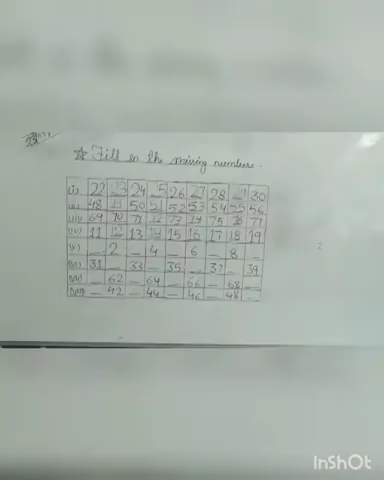 ☆ Fill in the missing numbers.
(i) 22 23 24 25 26 27 28 29 30
(ii) 48 49 50 51 52 53 54 55 56
(iii) 69 70 71 72 73 74 75 76 77
(iv) 11 12 13 14 15 16 17 18 19
(v) _ 2 _ 4 _ 6 _ 8 _
(vi) 31 _ 33 _ 35 _ 37 _ 39
(vii) _ 62 _ 64 _ 66 _ 68 _
(viii) _ 42 _ 44 _ 46 _ 48 _
InShOt